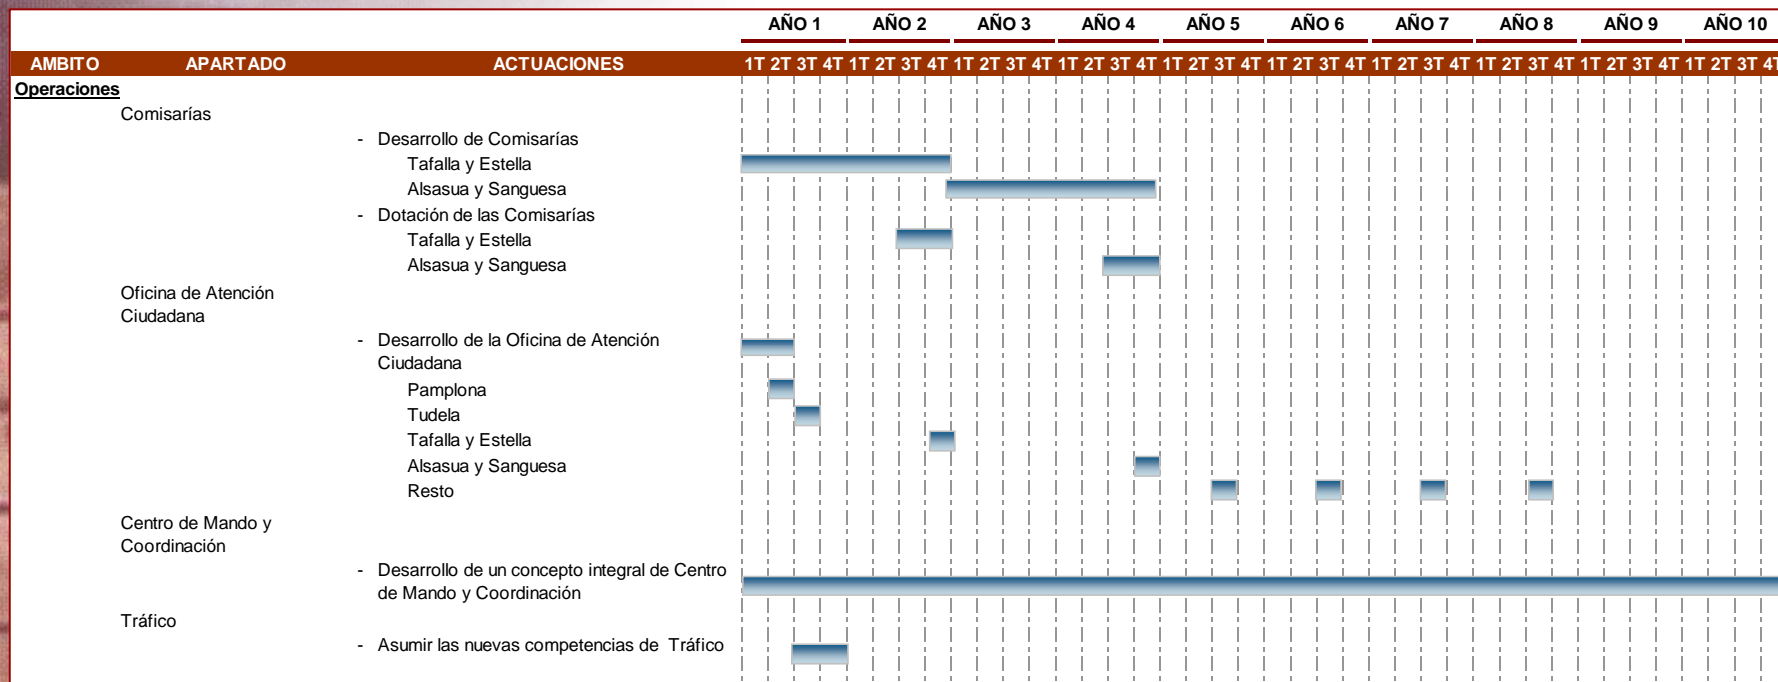 AÑO 1 AÑO 2 AÑO 3 AÑO 4 AÑO 5 AÑO 6 AÑO 7 AÑO 8 AÑO 9 AÑO 10
AMBITO APARTADO ACTUACIONES 1T 2T 3T 4T 1T 2T 3T 4T 1T 2T 3T 4T 1T 2T 3T 4T 1T 2T 3T 4T 1T 2T 3T 4T 1T 2T 3T 4T 1T 2T 3T 4T 1T 2T 3T 4T 1T 2T 3T 4T
Operaciones
Comisarías
- Desarrollo de Comisarías
Tafalla y Estella
Alsasua y Sanguesa
- Dotación de las Comisarías
Tafalla y Estella
Alsasua y Sanguesa
Oficina de Atención
Ciudadana
- Desarrollo de la Oficina de Atención
Ciudadana
Pamplona
Tudela
Tafalla y Estella
Alsasua y Sanguesa
Resto
Centro de Mando y
Coordinación
- Desarrollo de un concepto integral de Centro
de Mando y Coordinación
Tráfico
- Asumir las nuevas competencias de Tráfico